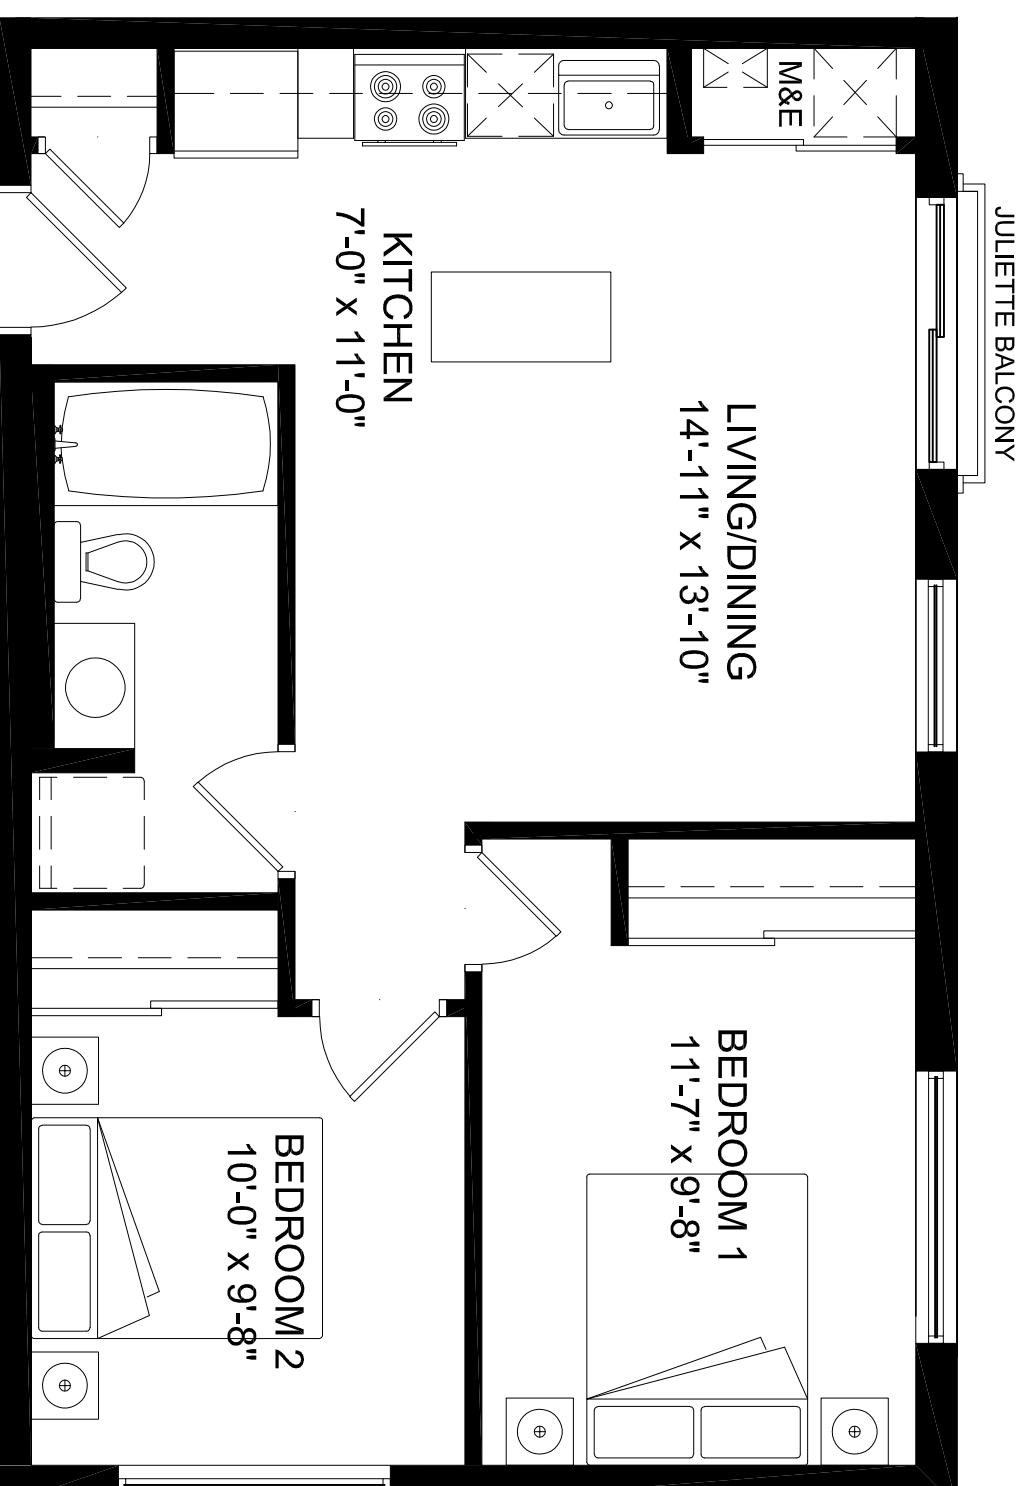 M&E
JULIETTE BALCONY
KITCHEN
7'-0" x 11'-0"
LIVING/DINING
14'-11" x 13'-10"
BEDROOM 1
11'-7" x 9'-8"
BEDROOM 2
10'-0" x 9'-8"